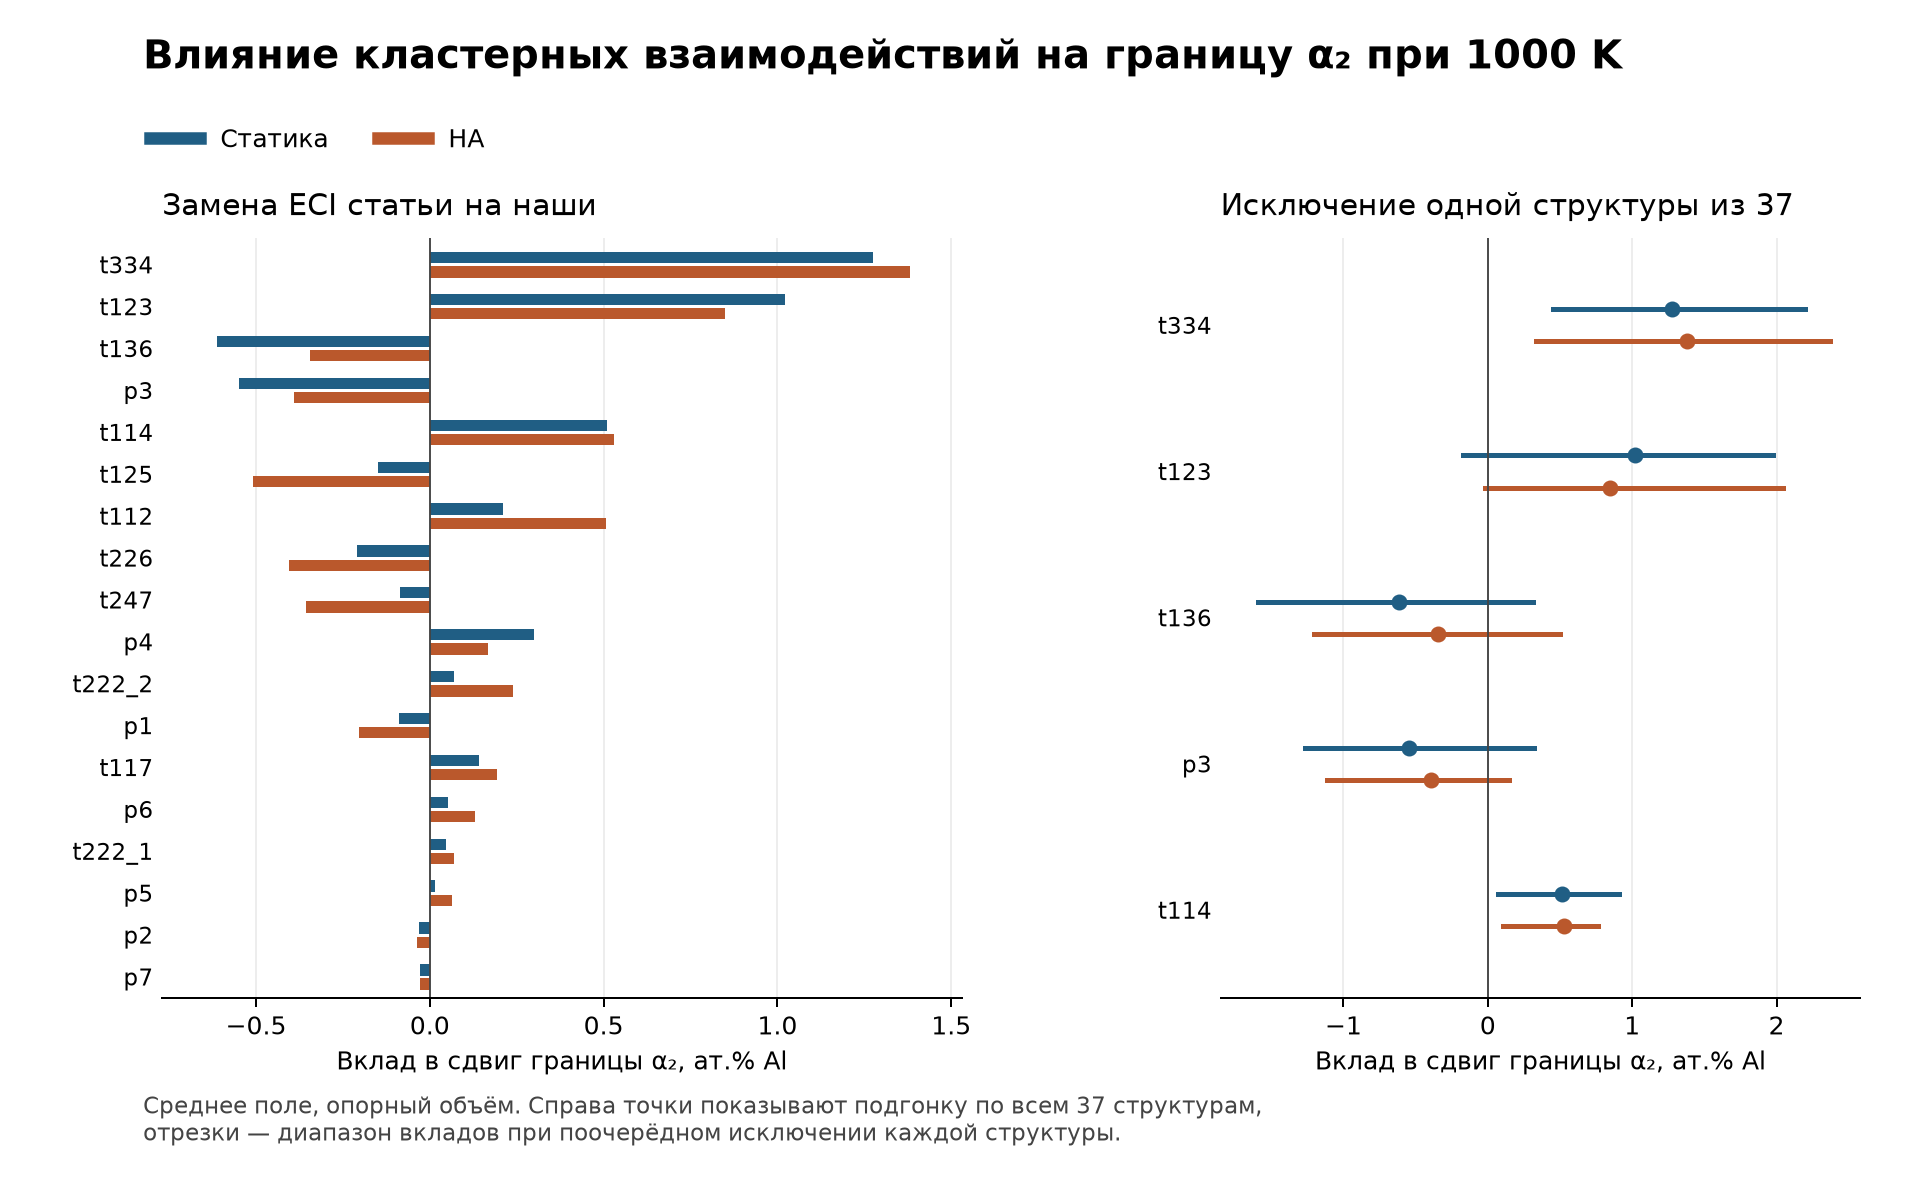 Влияние кластерных взаимодействий на границу α₂ при 1000 K
Статика
НА
Замена ECI статьи на наши
t334
t123
t136
p3
t114
t125
t112
t226
t247
p4
t222_2
p1
t117
p6
t222_1
p5
p2
p7
−0.5 0.0 0.5 1.0 1.5
Вклад в сдвиг границы α₂, ат.% Al
Исключение одной структуры из 37
t334
t123
t136
p3
t114
−1 0 1 2
Вклад в сдвиг границы α₂, ат.% Al
Среднее поле, опорный объём. Справа точки показывают подгонку по всем 37 структурам,
отрезки — диапазон вкладов при поочерёдном исключении каждой структуры.